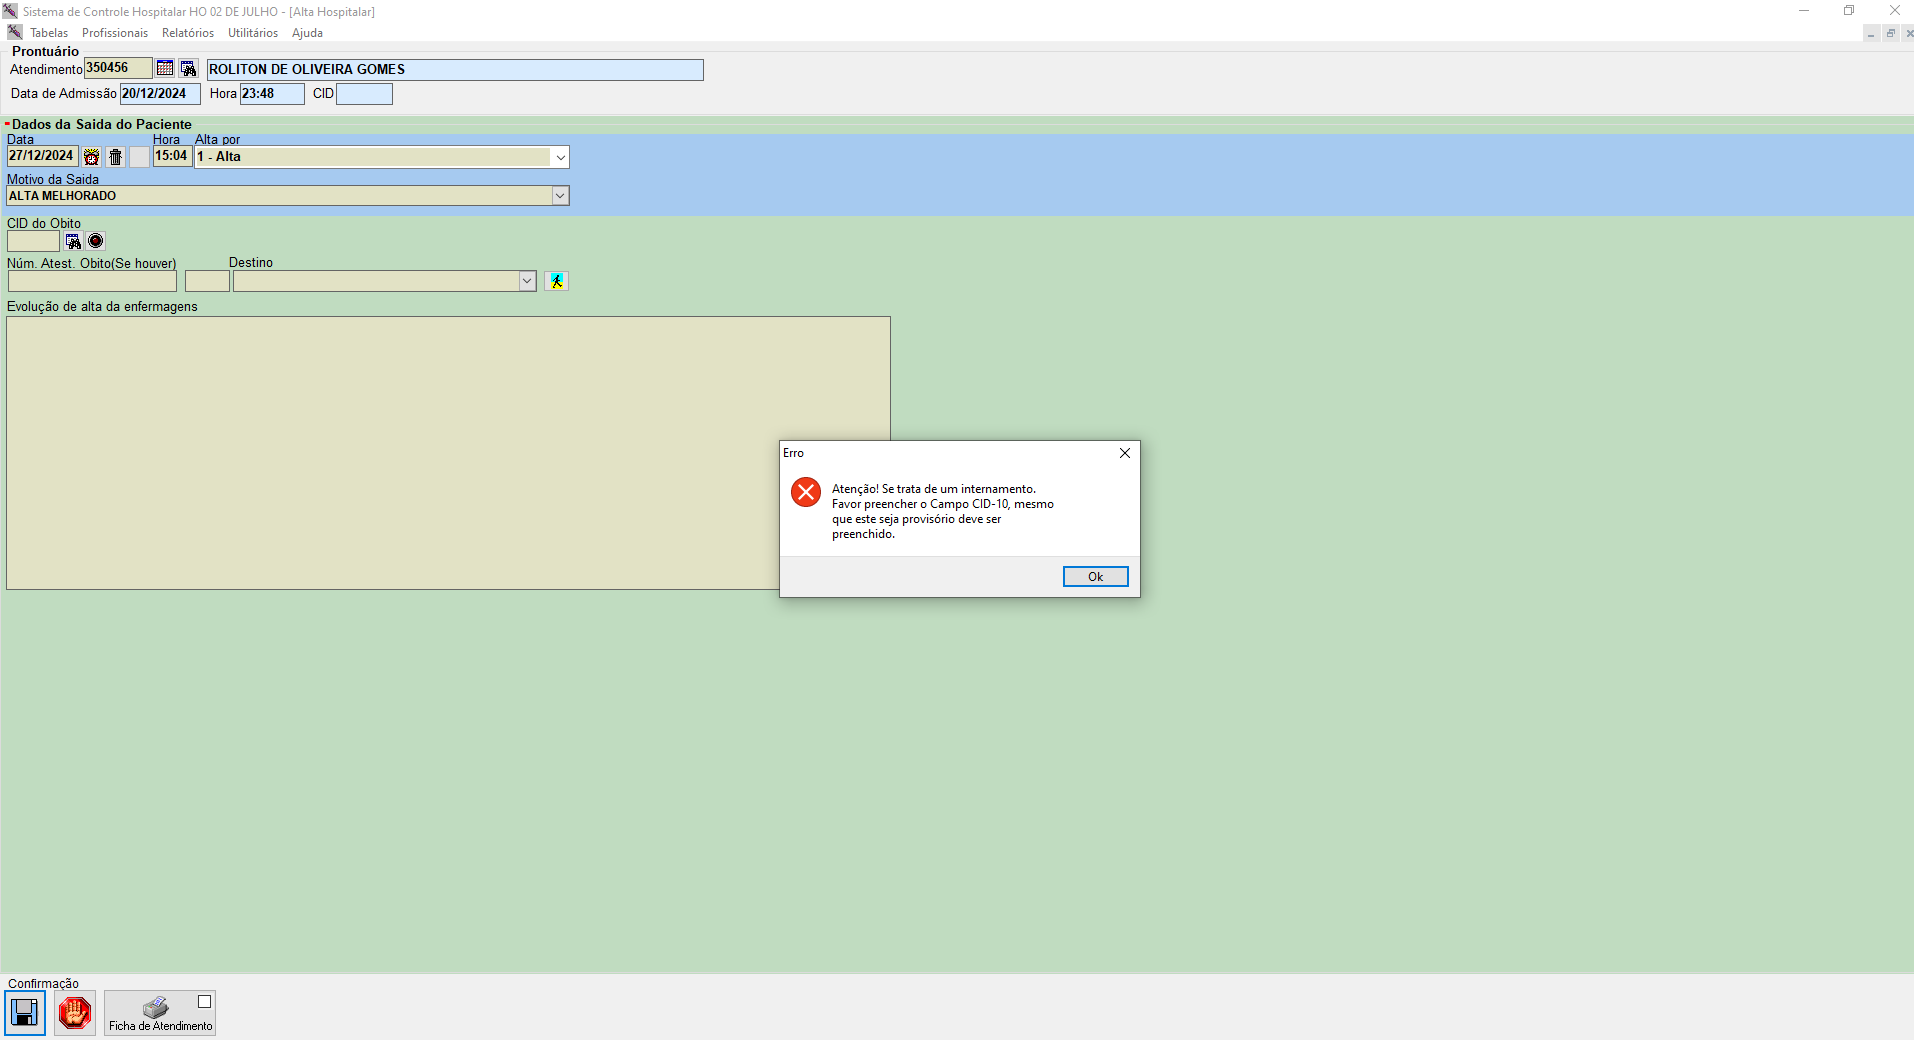 Sistema de Controle Hospitalar HO 02 DE JULHO - [Alta Hospitalar]
Tabelas Profissionais Relatórios Utilitários Ajuda
Prontuário
Atendimento 350456 ROLITON DE OLIVEIRA GOMES
Data de Admissão 20/12/2024 Hora 23:48 CID
Dados da Saida do Paciente
Data Hora Alta por
27/12/2024 15:04 1 - Alta
Motivo da Saida
ALTA MELHORADO
CID do Obito
Núm. Atest. Obito(Se houver) Destino
Evolução de alta da enfermagens
Erro
Atenção! Se trata de um internamento.
Favor preencher o Campo CID-10, mesmo
que este seja provisório deve ser
preenchido.
Ok
Confirmação
Ficha de Atendimento